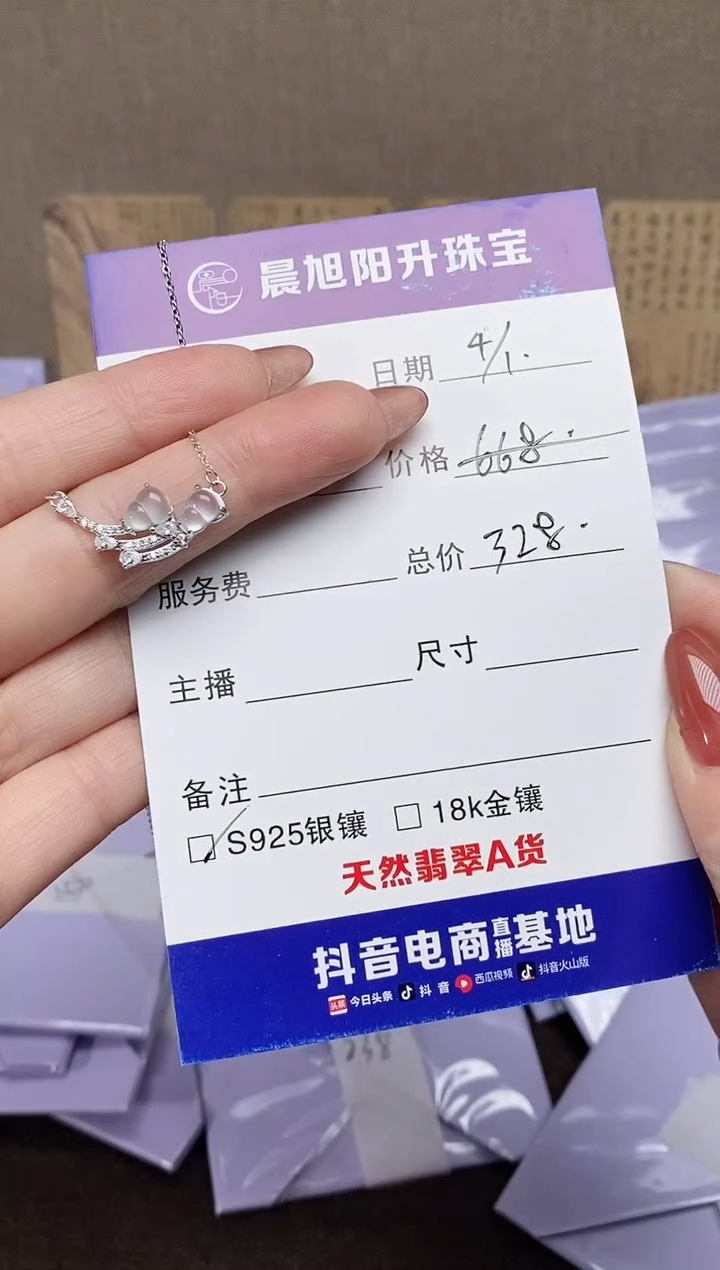 晨旭阳升珠宝
日期 4/1.
价格 668.
服务费 总价 328.
主播 尺寸
备注
S925银镶 18k金镶
天然翡翠A货
抖音电商直播基地
头条 今日头条 抖音 西瓜视频 抖音火山版